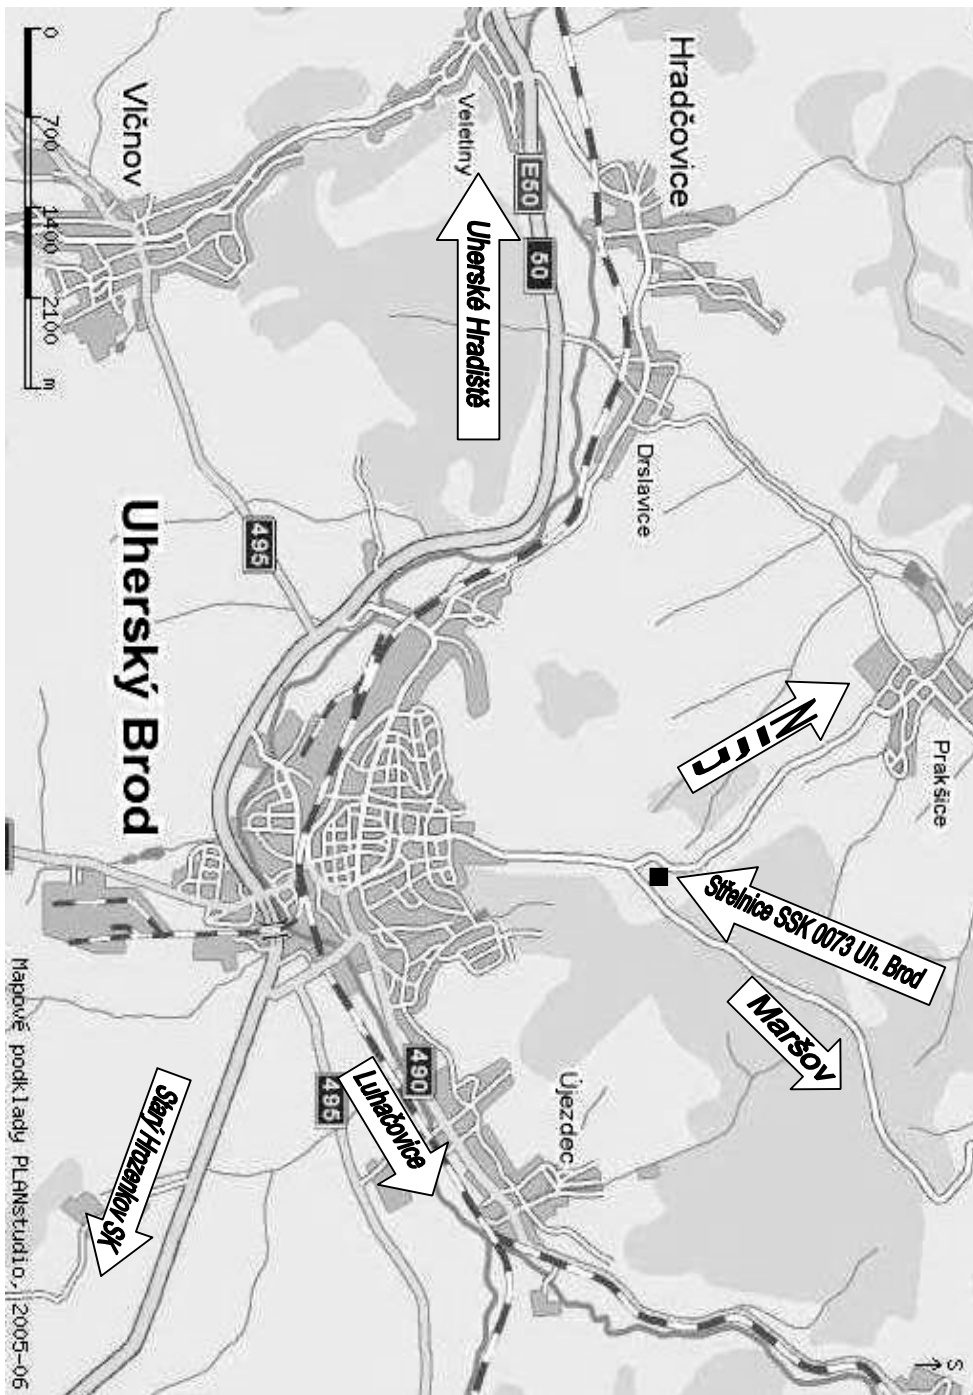 S
Prakšice
Střelnice SSK 0073 Uh. Brod
Maršov
Zlín
Hradčovice
Drslavice
Újezdec
E50
50
Veletiny
Uherské Hradiště
490
Luhačovice
495
495
Vlčnov
Uherský Brod
Starý Hrozenkov SK
0 700 1400 2100 m
Mapové podklady PLANstudio, 2005-06